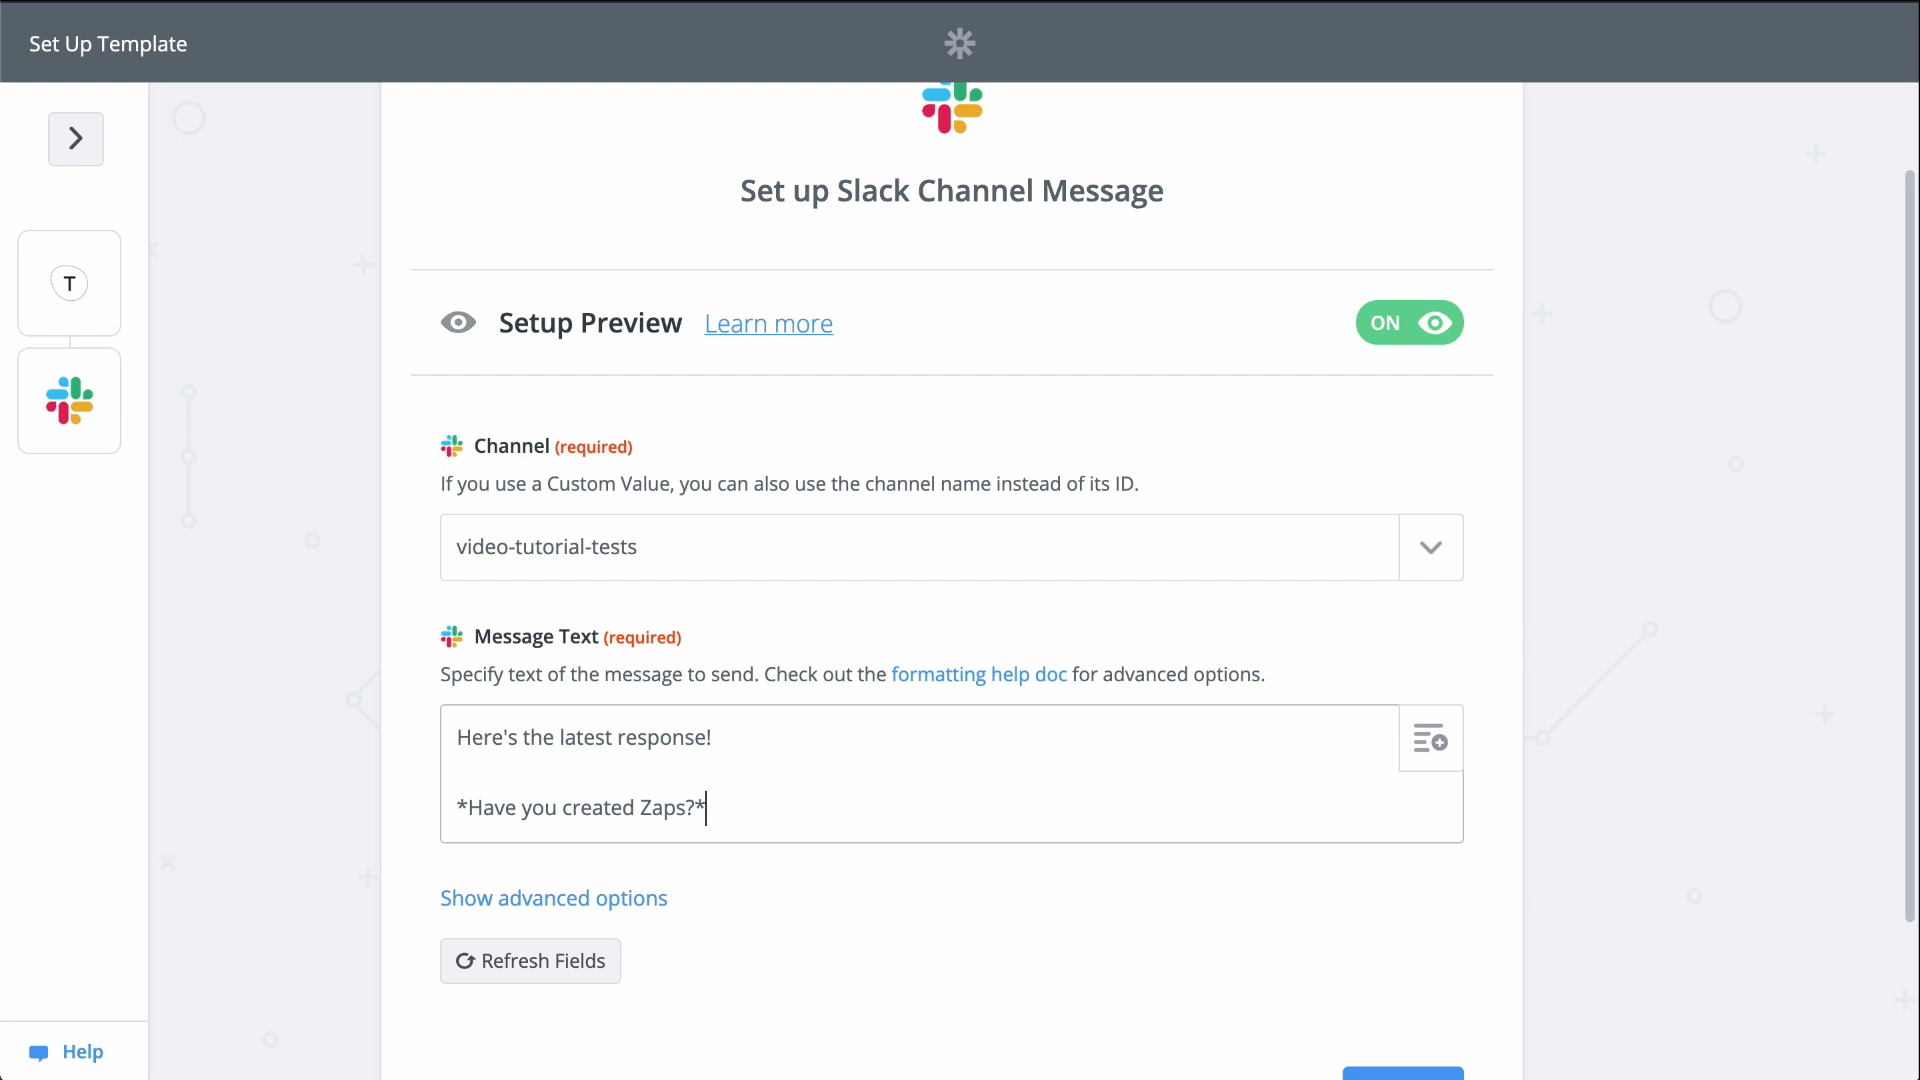 Set Up Template
T
Set up Slack Channel Message
Setup Preview Learn more ON
Channel (required)
If you use a Custom Value, you can also use the channel name instead of its ID.
video-tutorial-tests
Message Text (required)
Specify text of the message to send. Check out the formatting help doc for advanced options.
Here's the latest response!
*Have you created Zaps?*
Show advanced options
Refresh Fields
Help